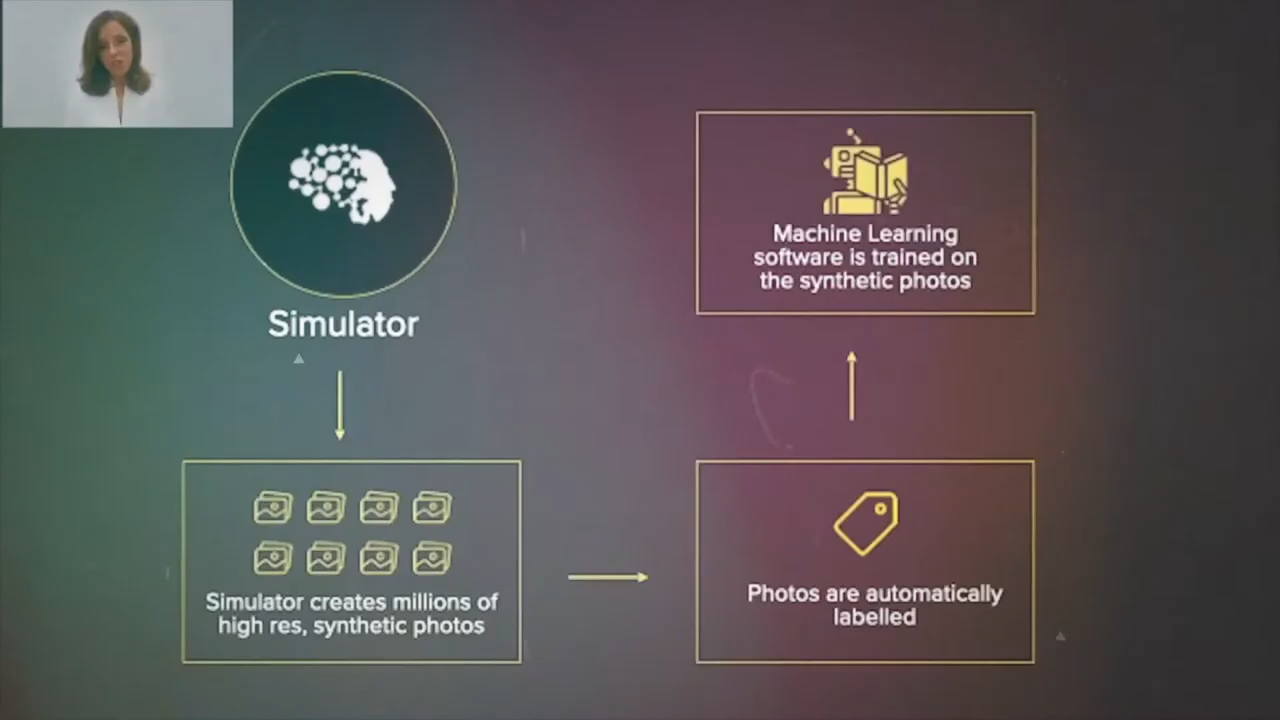 Simulator
Simulator creates millions of
high res, synthetic photos
Photos are automatically
labelled
Machine Learning
software is trained on
the synthetic photos